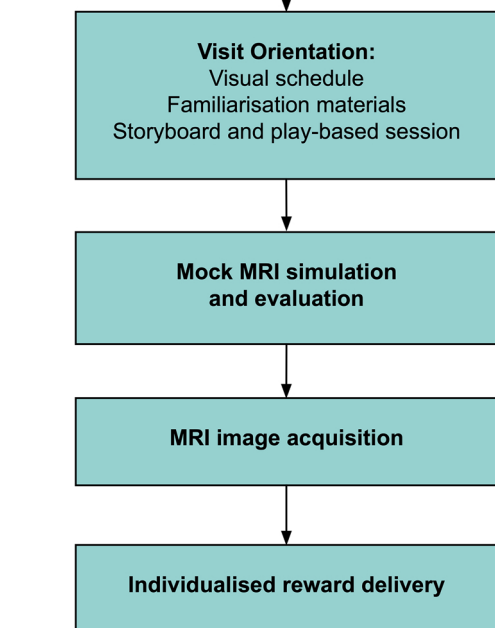 Visit Orientation:
Visual schedule
Familiarisation materials
Storyboard and play-based session
Mock MRI simulation
and evaluation
MRI image acquisition
Individualised reward delivery